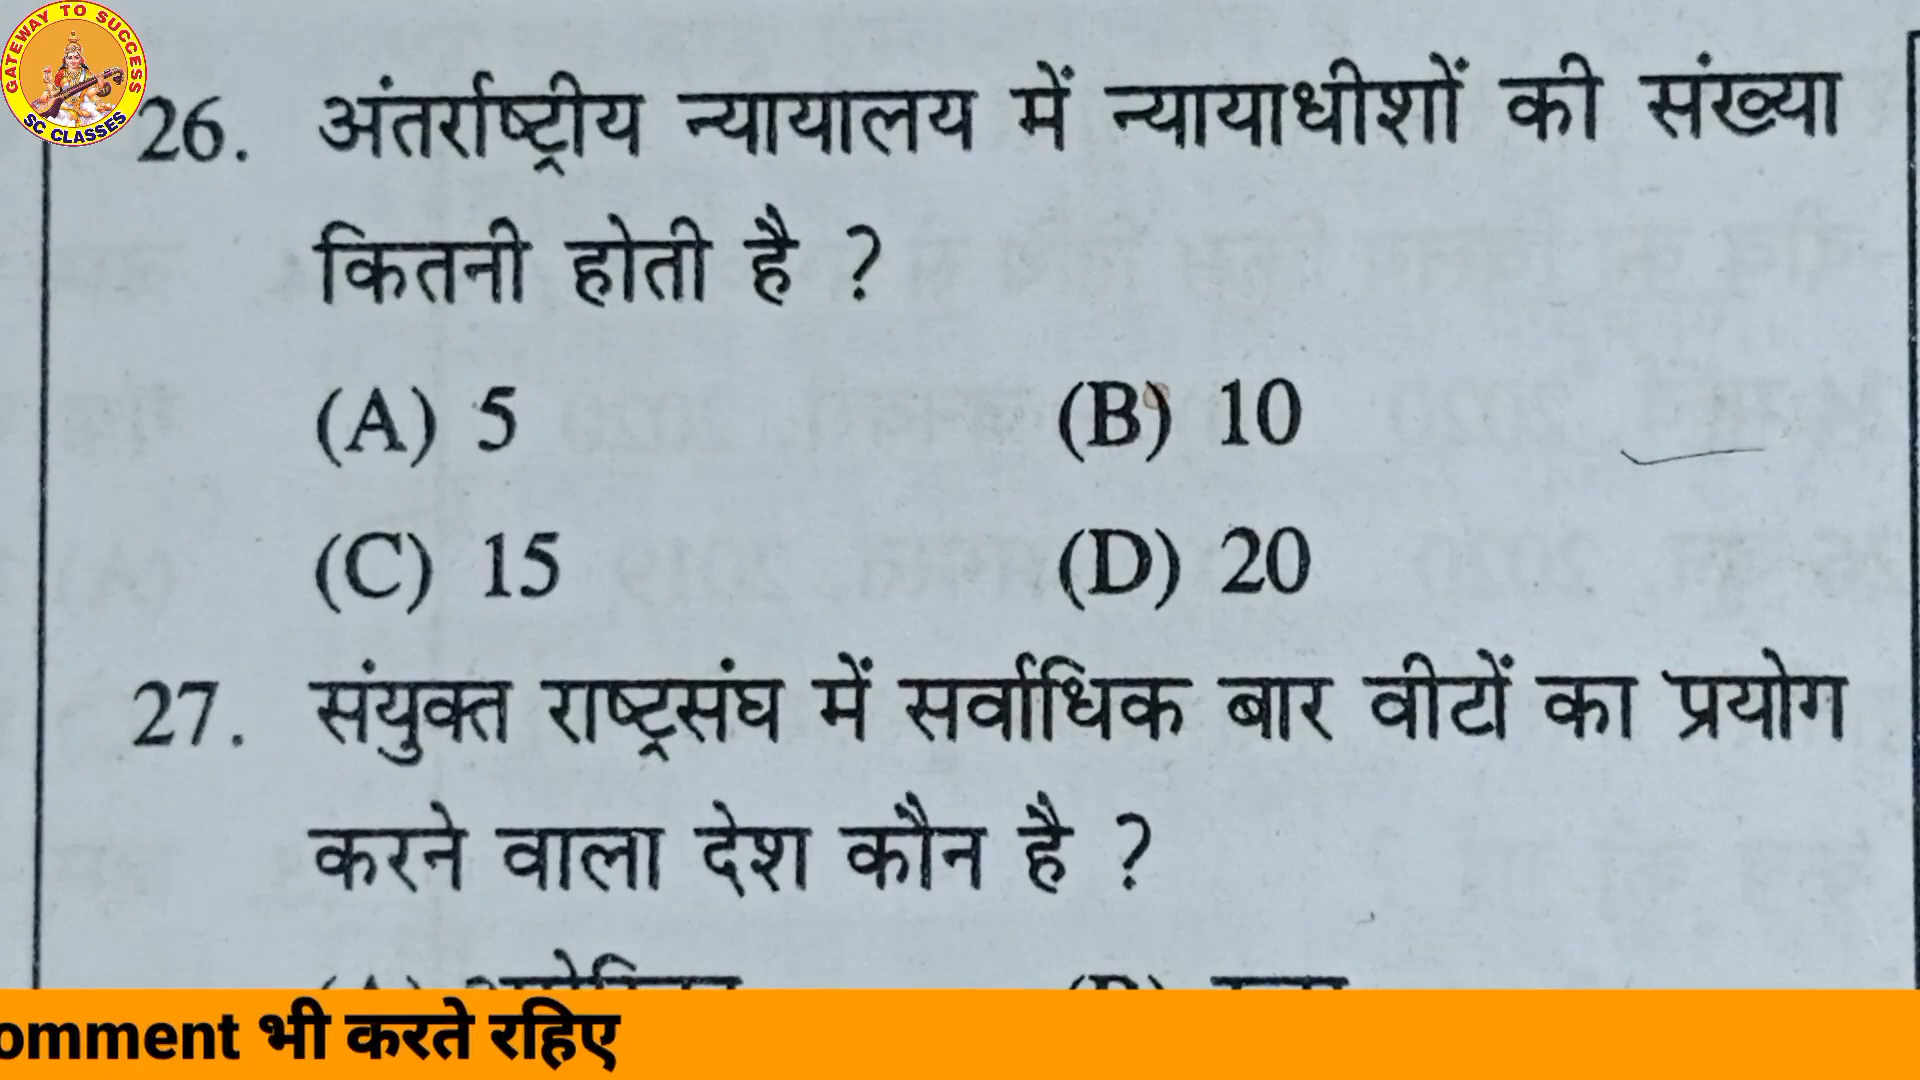 GATEWAY TO SUCCESS
SC CLASSES
26. अंतर्राष्ट्रीय न्यायालय में न्यायाधीशों की संख्या
कितनी होती है ?
(A) 5 (B) 10
(C) 15 (D) 20
27. संयुक्त राष्ट्रसंघ में सर्वाधिक बार वीटों का प्रयोग
करने वाला देश कौन है ?
omment भी करते रहिए